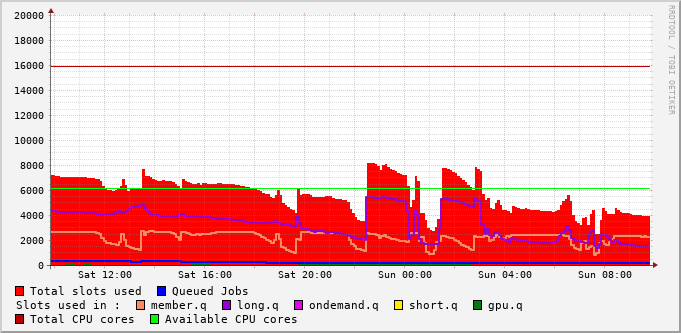 20000
18000
16000
14000
12000
10000
8000
6000
4000
2000
0
Sat 12:00 Sat 16:00 Sat 20:00 Sun 00:00 Sun 04:00 Sun 08:00
RRDTOOL / TOBI OETIKER
Total slots used Queued Jobs
Slots used in : member.q long.q ondemand.q short.q gpu.q
Total CPU cores Available CPU cores